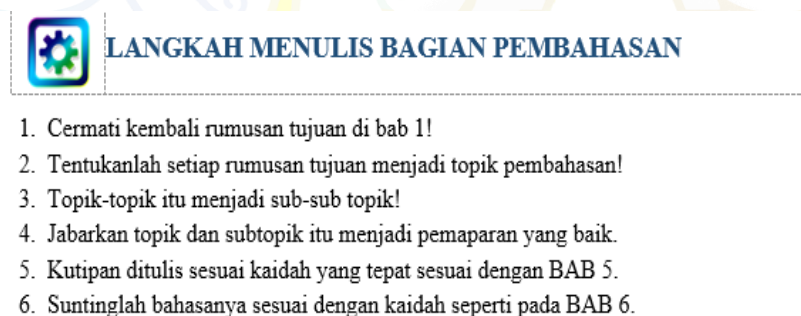 LANGKAH MENULIS BAGIAN PEMBAHASAN
1. Cermati kembali rumusan tujuan di bab 1!
2. Tentukanlah setiap rumusan tujuan menjadi topik pembahasan!
3. Topik-topik itu menjadi sub-sub topik!
4. Jabarkan topik dan subtopik itu menjadi pemaparan yang baik.
5. Kutipan ditulis sesuai kaidah yang tepat sesuai dengan BAB 5.
6. Suntinglah bahasanya sesuai dengan kaidah seperti pada BAB 6.